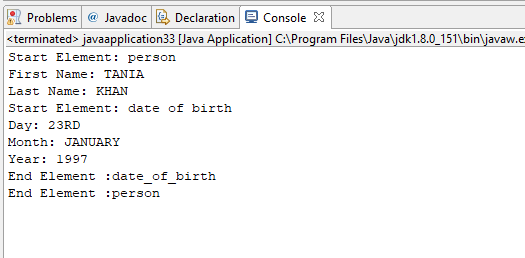 Problems @ Javadoc Declaration Console
<terminated> javaapplication33 [Java Application] C:\Program Files\Java\jdk1.8.0_151\bin\javaw.e
Start Element: person
First Name: TANIA
Last Name: KHAN
Start Element: date of birth
Day: 23RD
Month: JANUARY
Year: 1997
End Element :date_of_birth
End Element :person